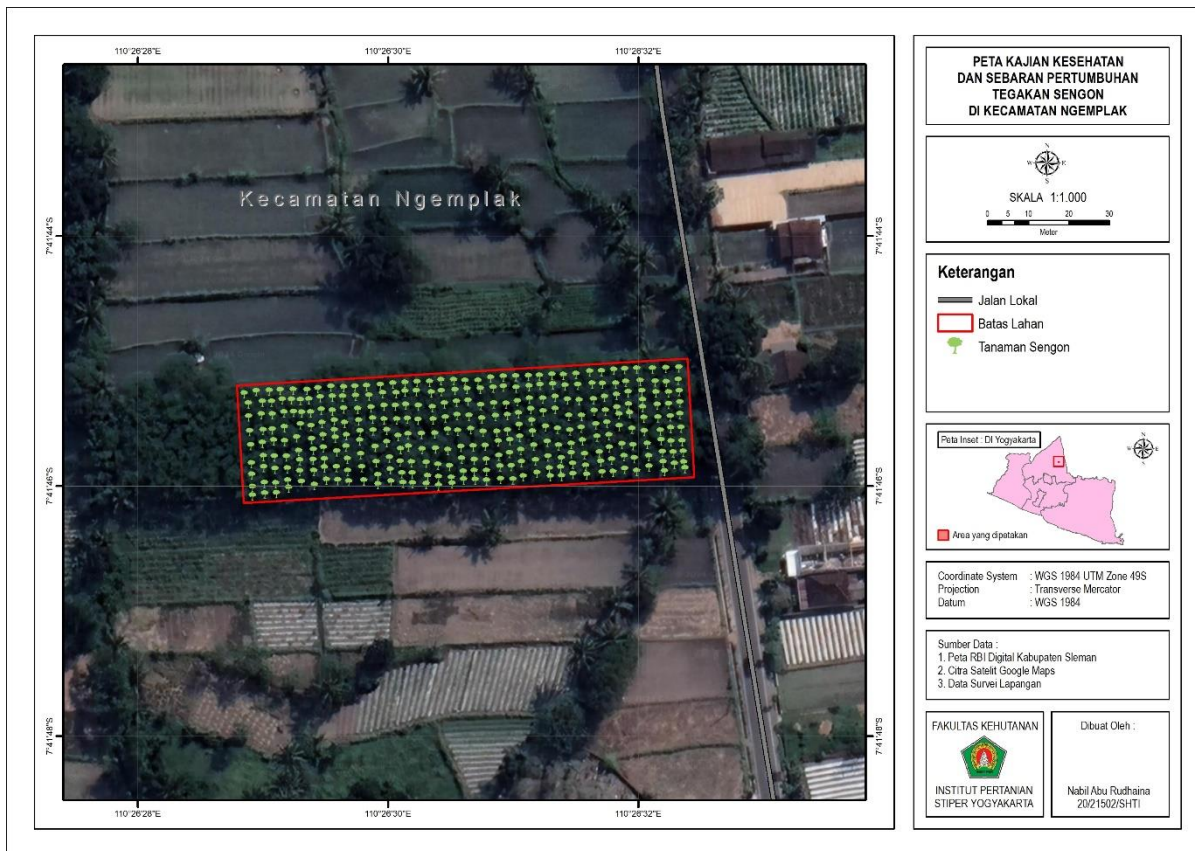 110°26'28"E
110°26'30"E
110°26'32"E
7°41'44"S
7°41'44"S
Kecamatan Ngemplak
7°41'46"S
7°41'46"S
7°41'48"S
7°41'48"S
110°26'28"E
110°26'30"E
110°26'32"E
PETA KAJIAN KESEHATAN
DAN SEBARAN PERTUMBUHAN
TEGAKAN SENGON
DI KECAMATAN NGEMPLAK
N
W E
S
SKALA 1:1.000
0 5 10 20 30
Meter
Keterangan
Jalan Lokal
Batas Lahan
Tanaman Sengon
Peta Inset : DI Yogyakarta
N
W E
S
Area yang dipetakan
Coordinate System : WGS 1984 UTM Zone 49S
Projection : Transverse Mercator
Datum : WGS 1984
Sumber Data :
1. Peta RBI Digital Kabupaten Sleman
2. Citra Satelit Google Maps
3. Data Survei Lapangan
FAKULTAS KEHUTANAN
INSTITUT PERTANIAN
STIPER YOGYAKARTA
Dibuat Oleh :
Nabil Abu Rudhaina
20/21502/SHTI